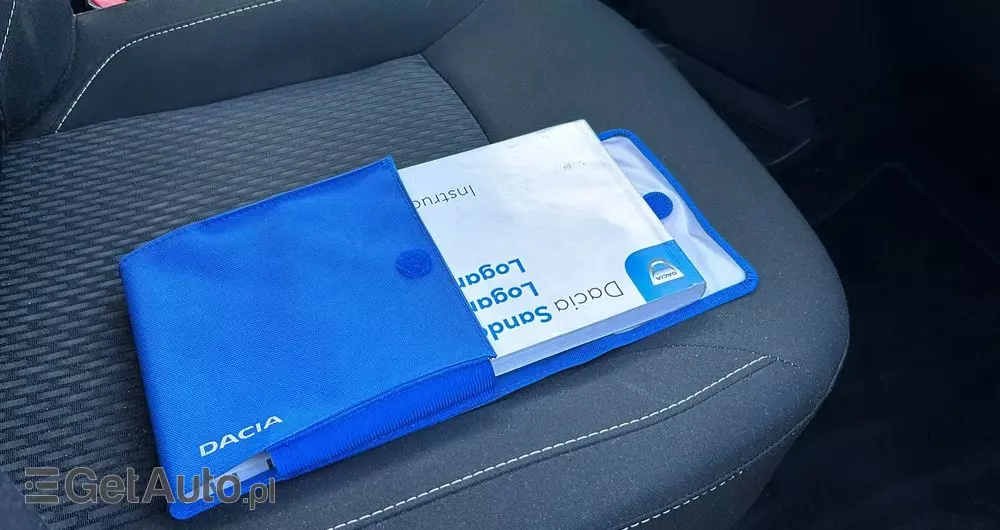 Dacia
Sand
Logan
Logan
Instruc
DACIA
DACIA
GetAuto.pl